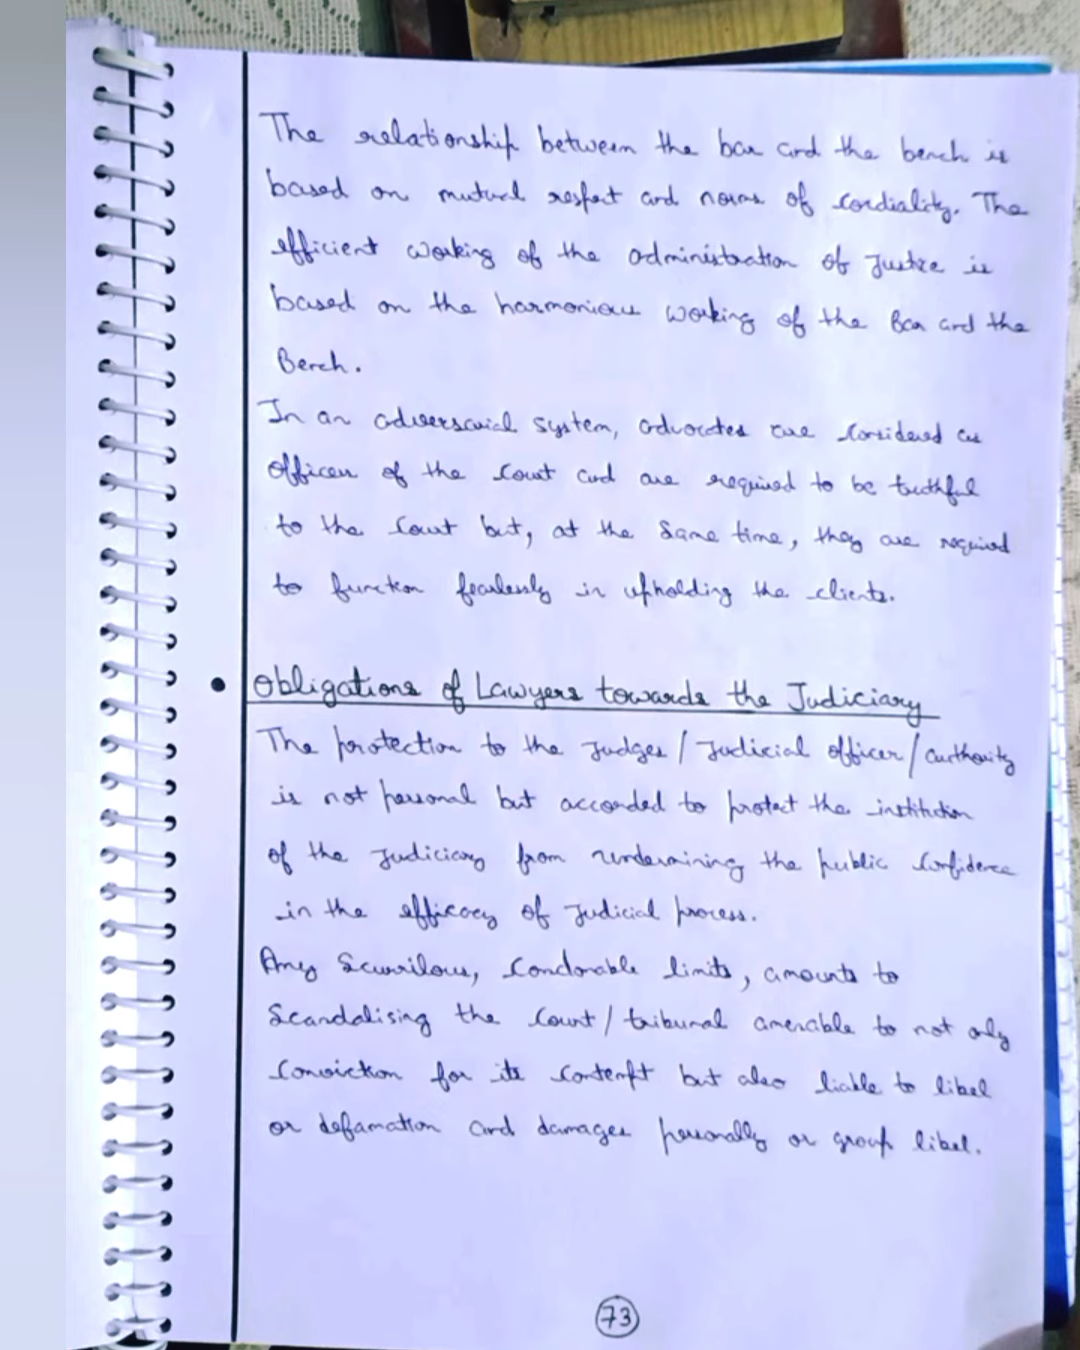 The relationship between the bar and the bench is
based on mutual respect and norms of cordiality. The
efficient working of the administration of Justice is
based on the harmonious working of the Bar and the
Bench.
In an adversarial system, advocates are considered as
officers of the court and are required to be truthful
to the court but, at the same time, they are required
to function fearlessly in upholding the clients.
• Obligations of Lawyers towards the Judiciary
The protection to the Judges / Judicial officer / authority
is not personal but accorded to protect the institution
of the Judiciary from undermining the public confidence
in the efficacy of Judicial process.
Any Scurrilous, Condonable limits, amounts to
Scandalising the Court / tribunal amenable to not only
Conviction for its Contempt but also liable to libel
or defamation and damages personally or group libel.
73